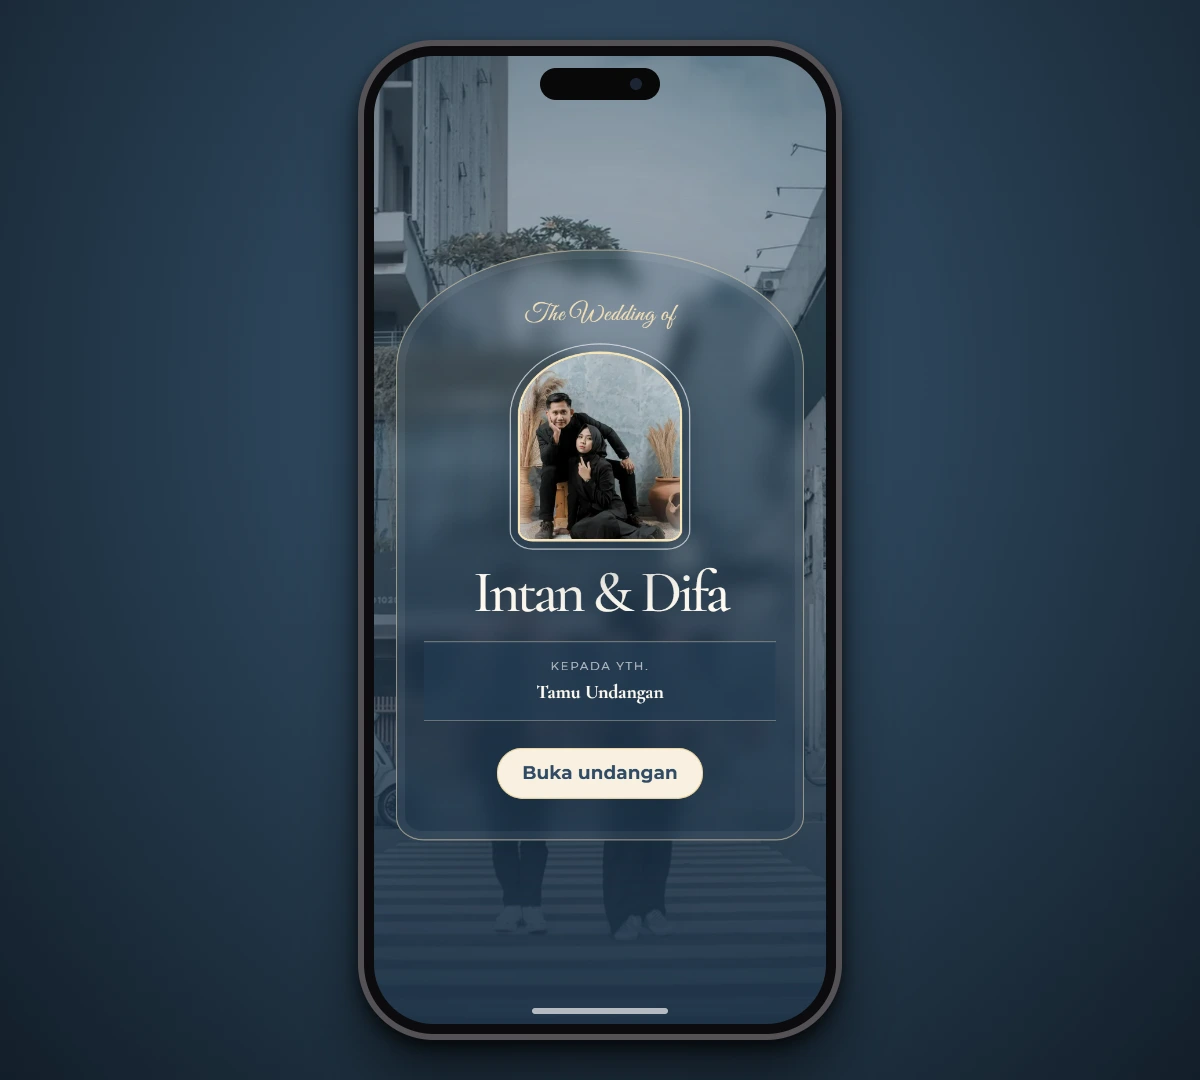 The Wedding of
Intan & Difa
KEPADA YTH.
Tamu Undangan
Buka undangan